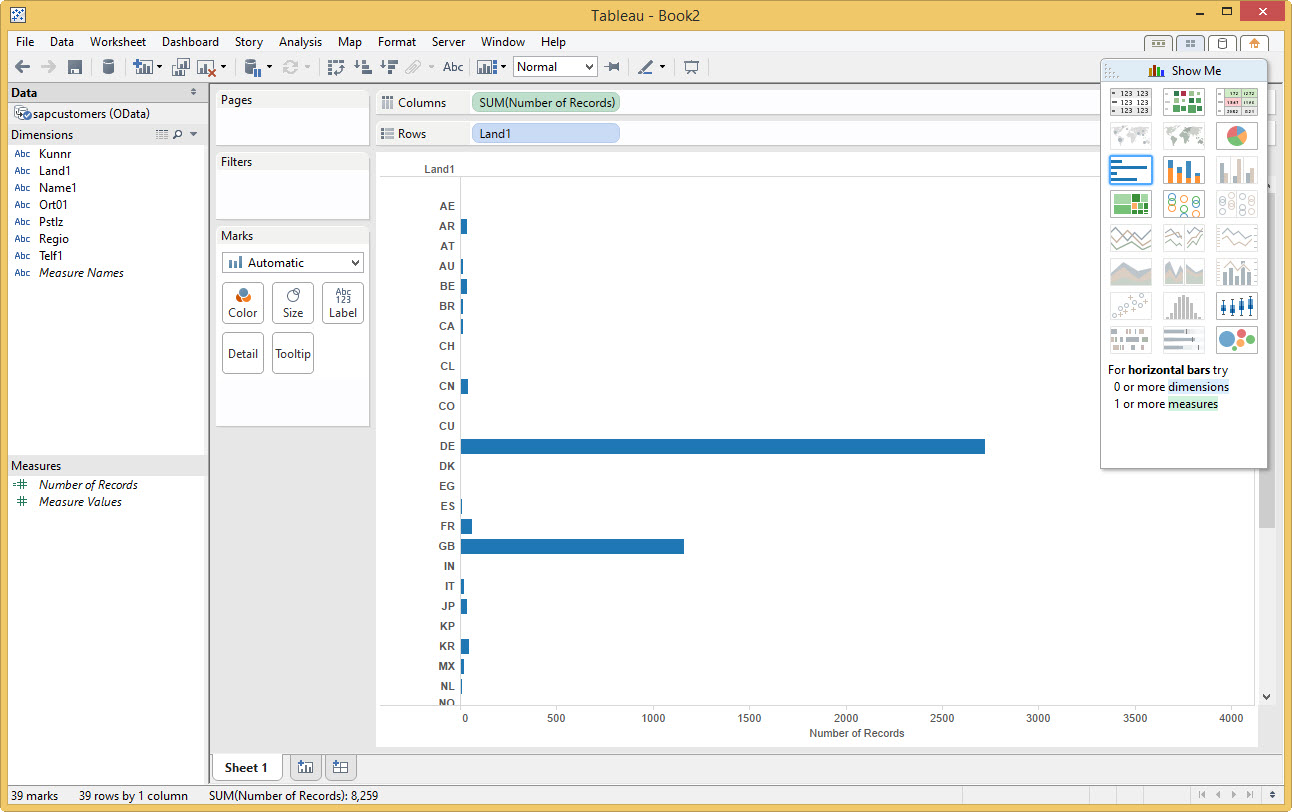 Tableau - Book2
File Data Worksheet Dashboard Story Analysis Map Format Server Window Help
Abc Normal
Show Me
Data
sapcustomers (OData)
Dimensions
Abc Kunnr
Abc Land1
Abc Name1
Abc Ort01
Abc Pstlz
Abc Regio
Abc Telf1
Abc Measure Names
Measures
Number of Records
Measure Values
Pages
Filters
Marks
Automatic
Color Size Abc 123 Label
Detail Tooltip
Columns SUM(Number of Records)
Rows Land1
Land1
AE
AR
AT
AU
BE
BR
CA
CH
CL
CN
CO
CU
DE
DK
EG
ES
FR
GB
IN
IT
JP
KP
KR
MX
NL
NO
0 500 1000 1500 2000 2500 3000 3500 4000
Number of Records
For horizontal bars try
0 or more dimensions
1 or more measures
Sheet 1
39 marks 39 rows by 1 column SUM(Number of Records): 8,259